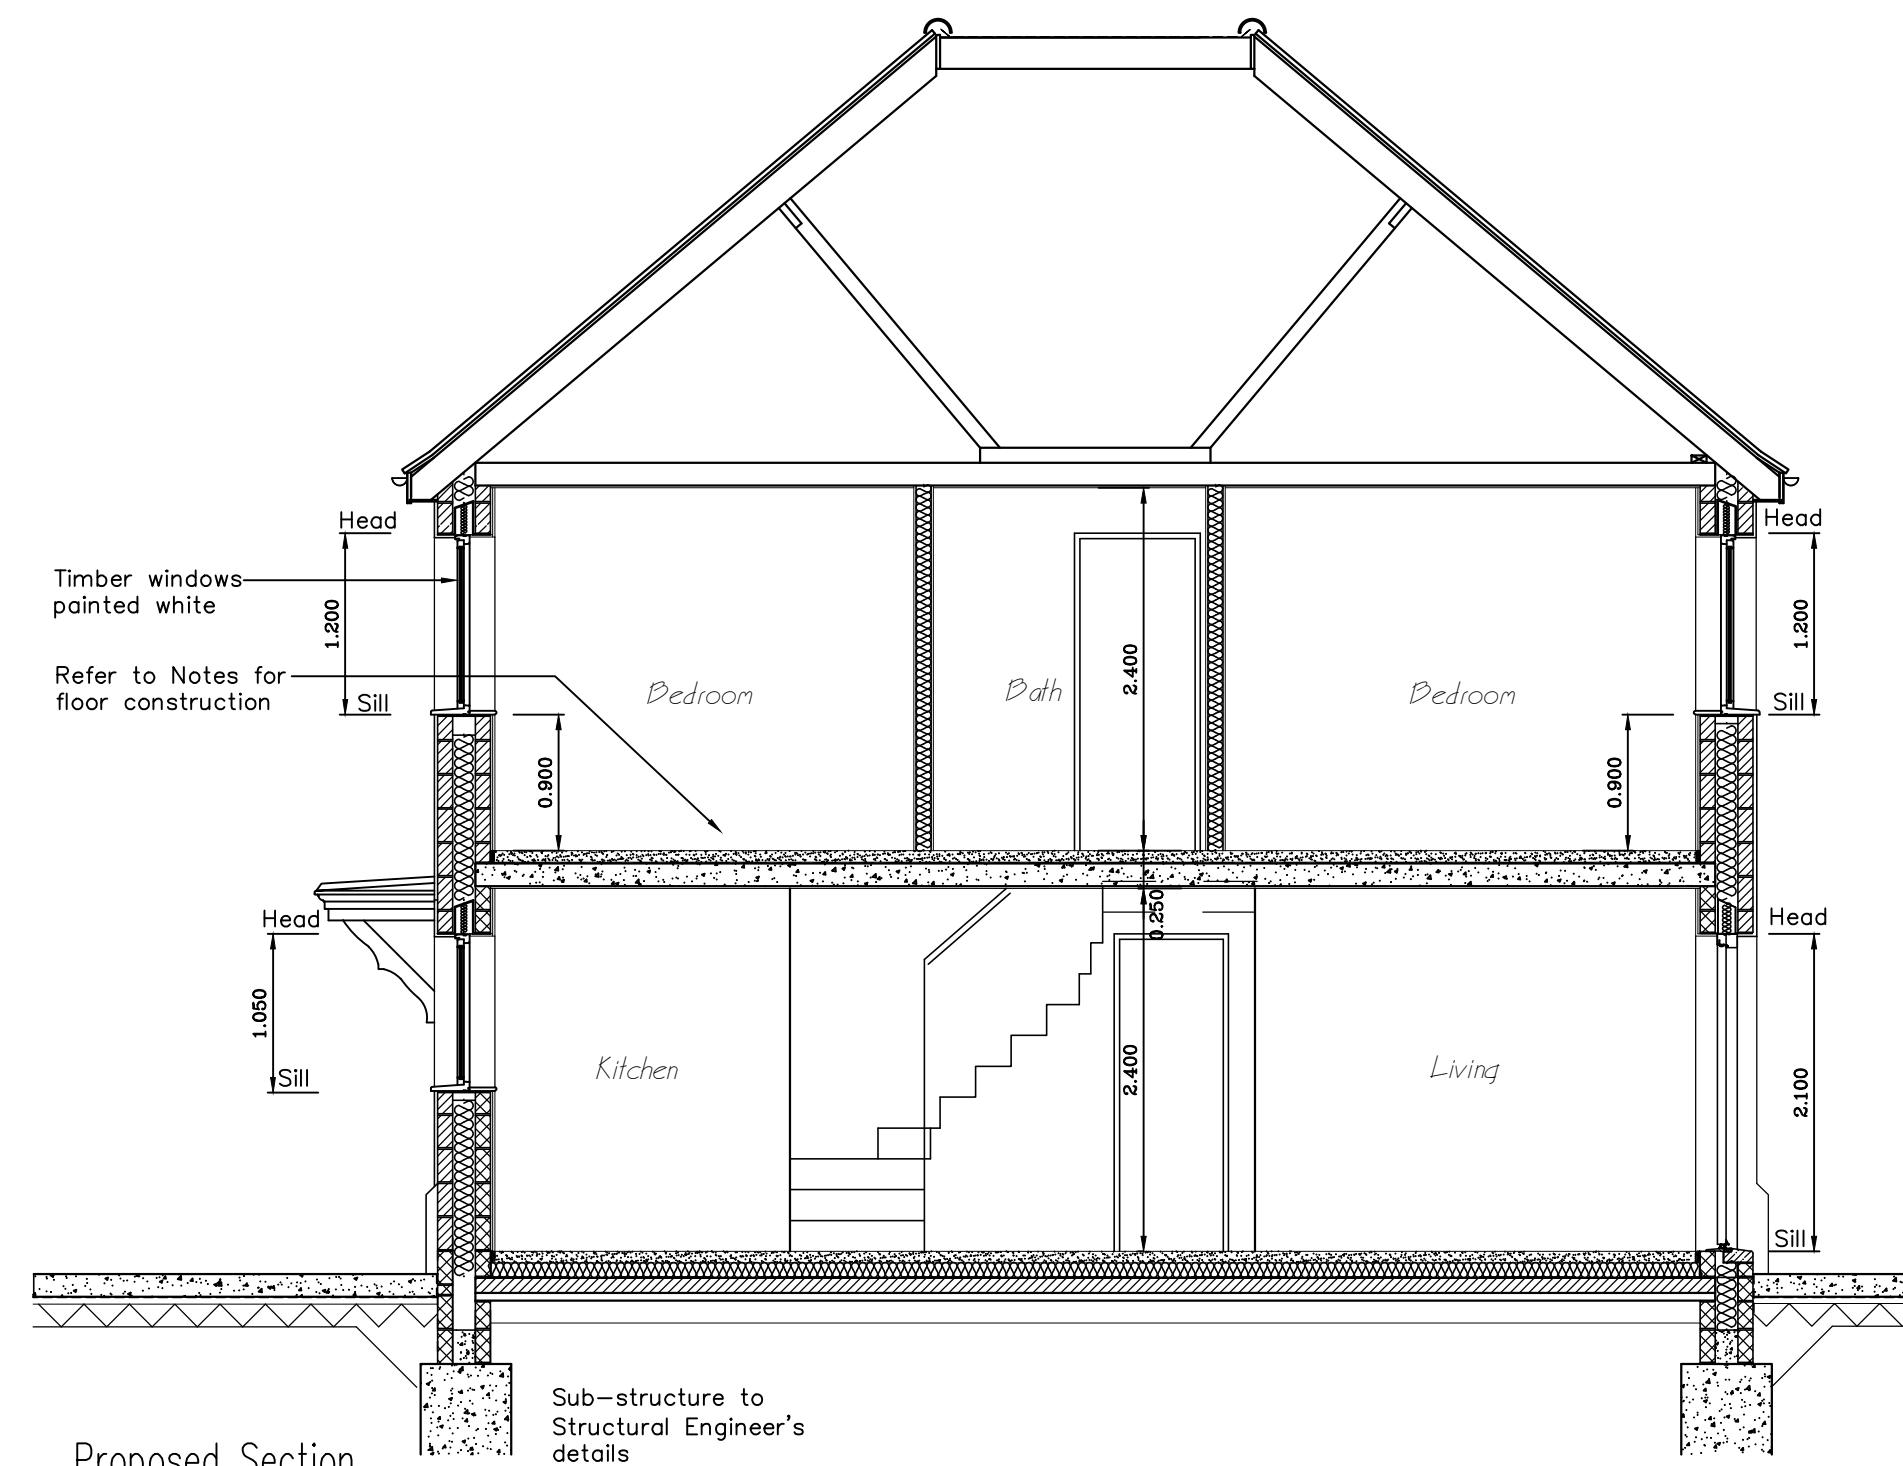 Head
Head
Timber windows
painted white
1.200
1.200
2.400
Refer to Notes for
floor construction
Sill
Bedroom
Bath
Bedroom
Sill
0.900
0.900
Head
0.250
Head
1.050
Sill
Kitchen
2.400
Living
2.100
Sill
Sub-structure to
Structural Engineer's
details
Proposed Section